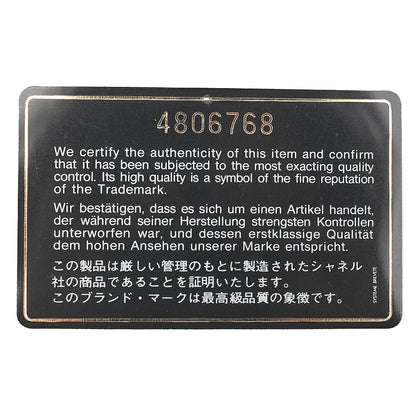 4806768
We certify the authenticity of this item and confirm
that it has been subjected to the most exacting quality
control. Its high quality is a symbol of the fine reputation
of the Trademark.
Wir bestätigen, dass es sich um einen Artikel handelt,
der während seiner Herstellung strengsten Kontrollen
unterworfen war, und dessen erstklassige Qualität
dem hohen Ansehen unserer Marke entspricht.
この製品は厳しい管理のもとに製造されたシャネル
社の商品であることを証明いたします。
このブランド・マークは最高級品質の象徴です。
SYSTEME BREVETE